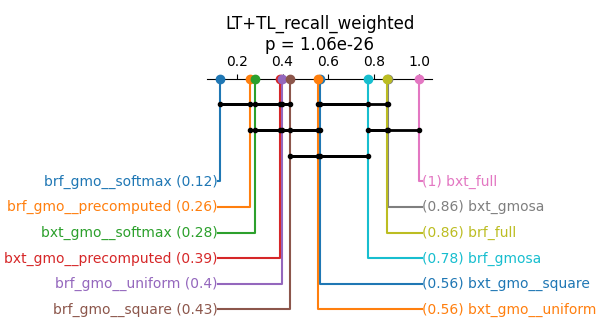 LT+TL_recall_weighted
p = 1.06e-26
0.2 0.4 0.6 0.8 1.0
brf_gmo__softmax (0.12)
(1) bxt_full
brf_gmo__precomputed (0.26)
(0.86) bxt_gmosa
bxt_gmo__softmax (0.28)
(0.86) brf_full
bxt_gmo__precomputed (0.39)
(0.78) brf_gmosa
brf_gmo__uniform (0.4)
(0.56) bxt_gmo__square
brf_gmo__square (0.43)
(0.56) bxt_gmo__uniform